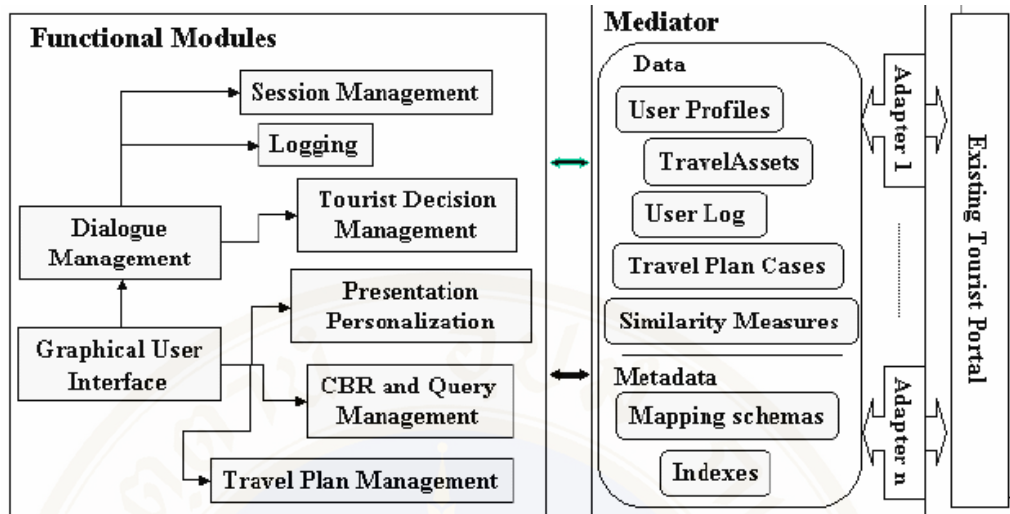 Functional Modules
Session Management
Logging
Tourist Decision
Management
Dialogue
Management
Presentation
Personalization
Graphical User
Interface
CBR and Query
Management
Travel Plan Management
Mediator
Data
User Profiles
TravelAssets
User Log
Travel Plan Cases
Similarity Measures
Metadata
Mapping schemas
Indexes
Adapter 1
Adapter n
Existing Tourist Portal